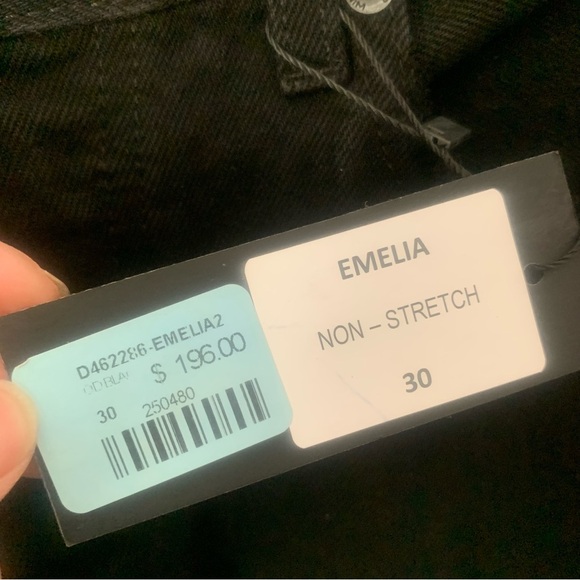 D462286-EMELIA2
$ 196.00
30
250480
EMELIA
NON – STRETCH
30